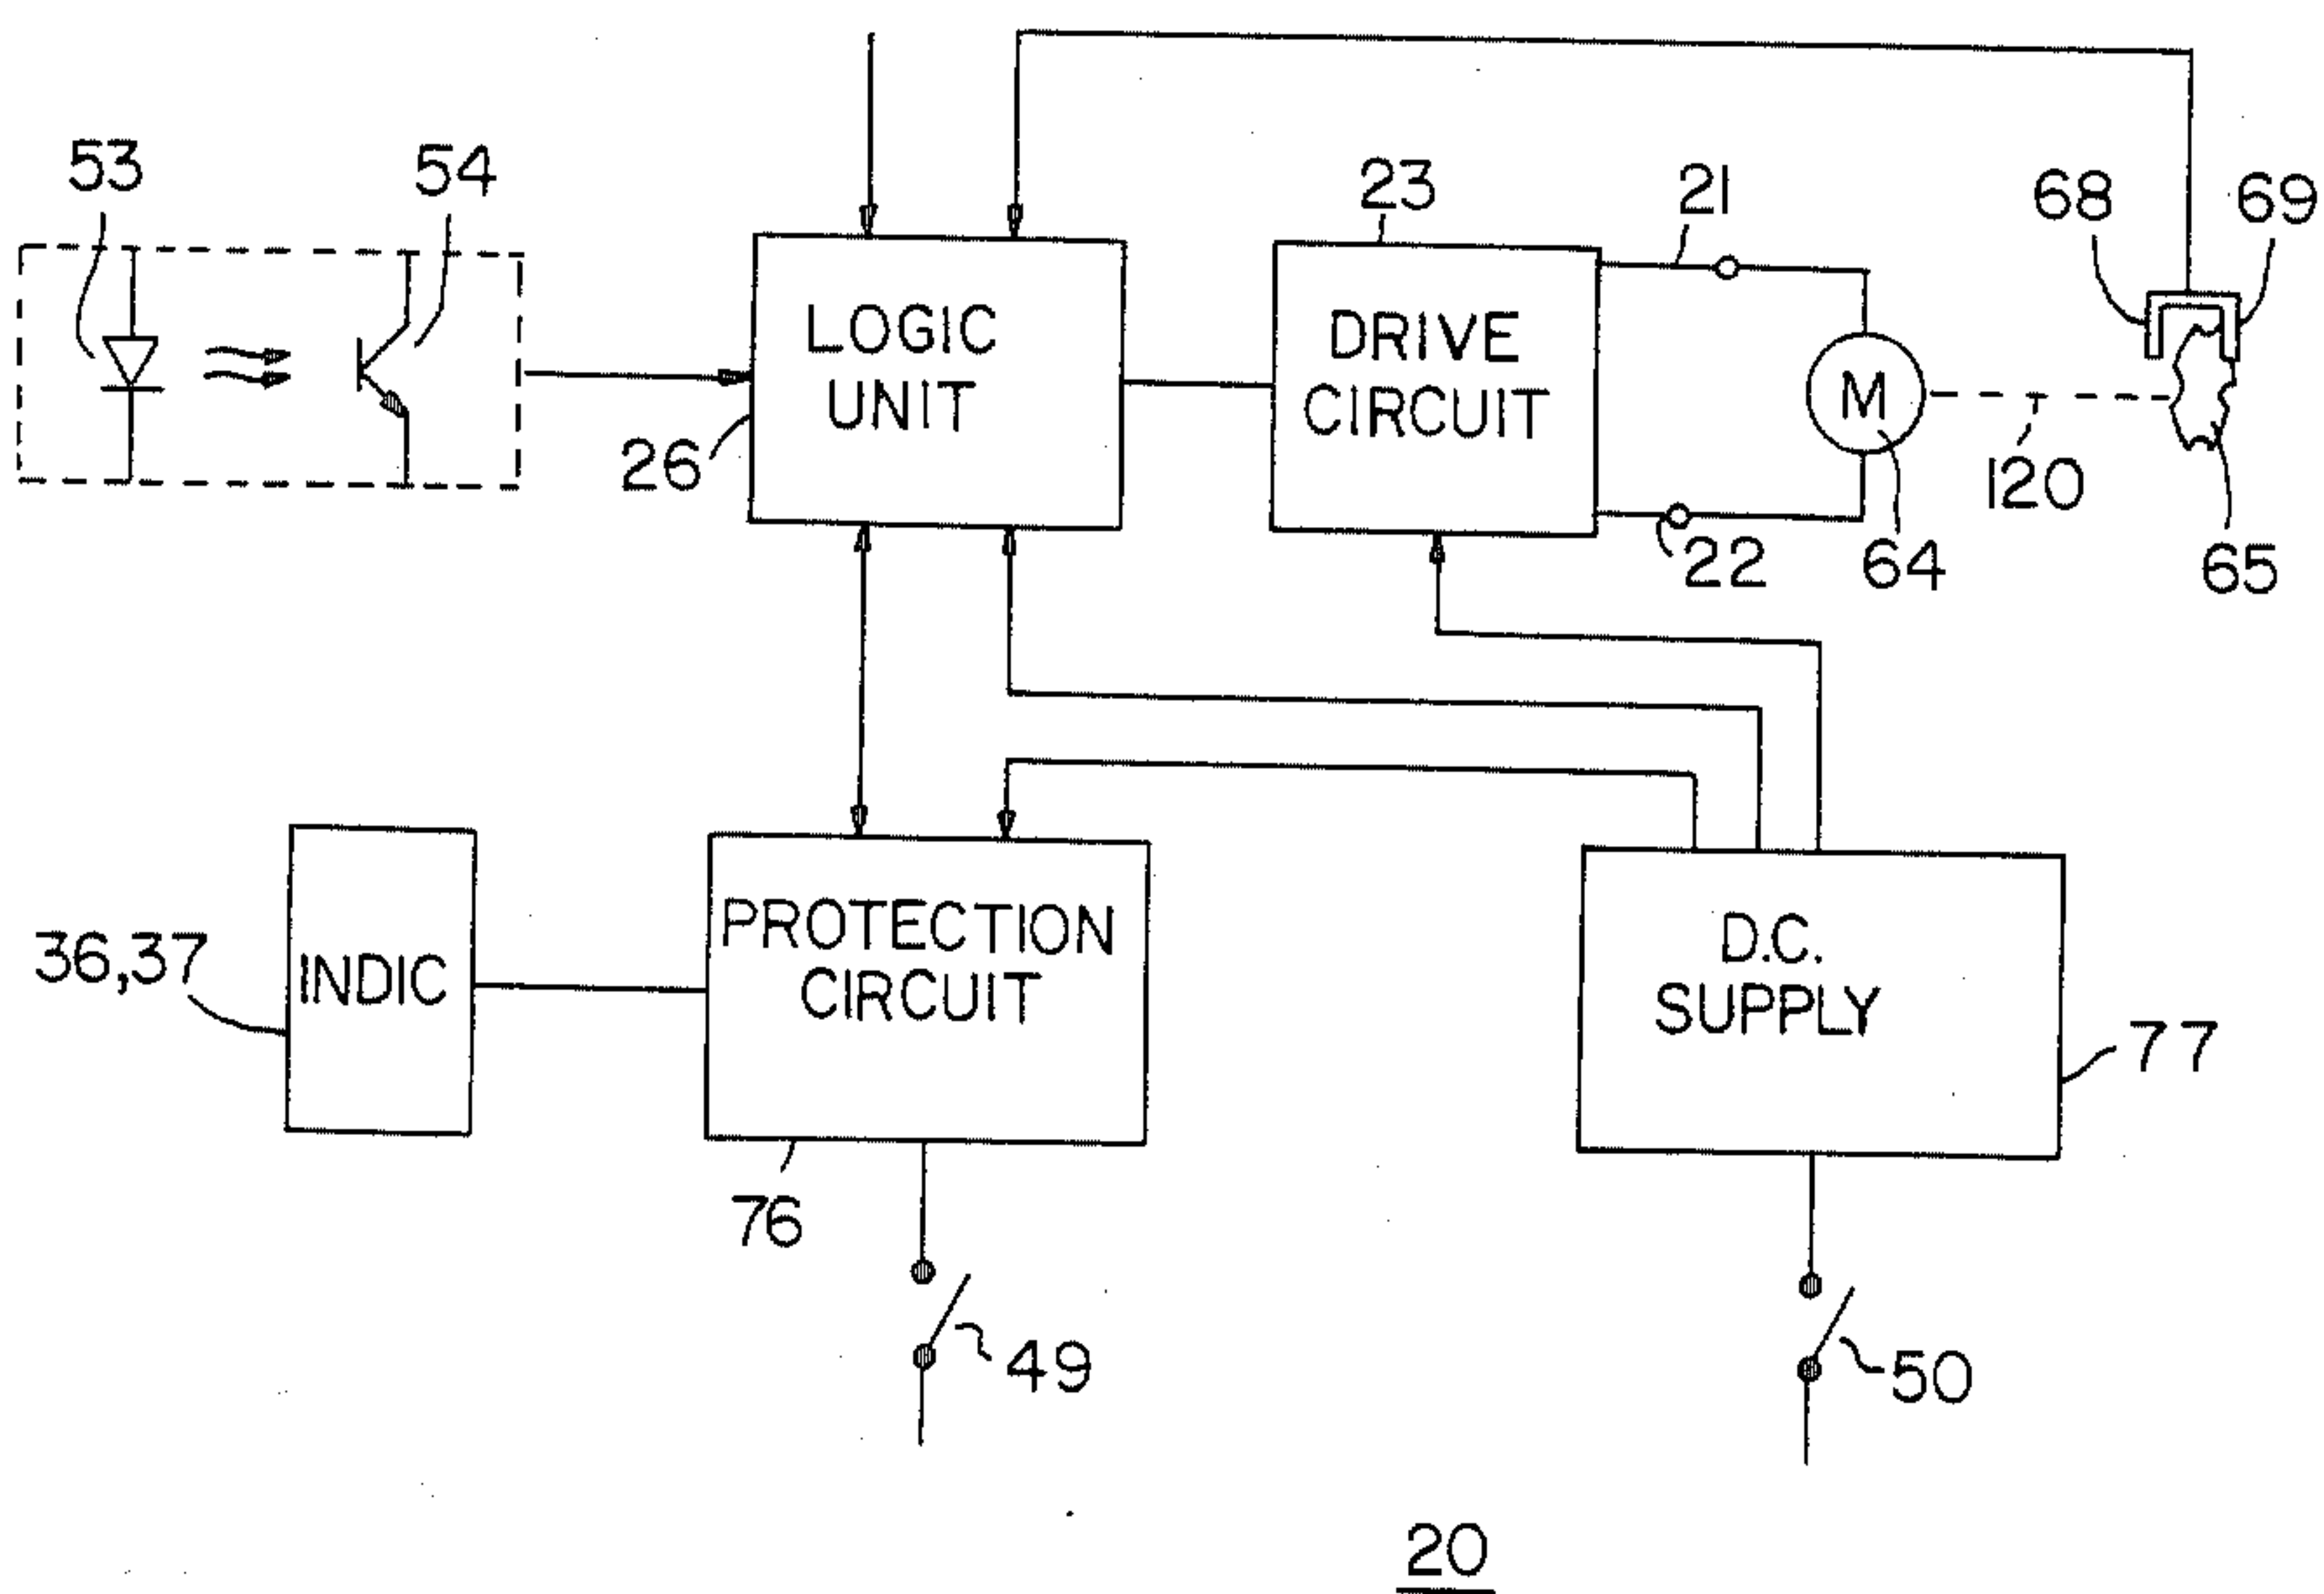 53
54
23
21
68
69
LOGIC
UNIT
DRIVE
CIRCUIT
M
26
120
22
64
65
36,37
INDIC
PROTECTION
CIRCUIT
D.C.
SUPPLY
77
76
49
50
20